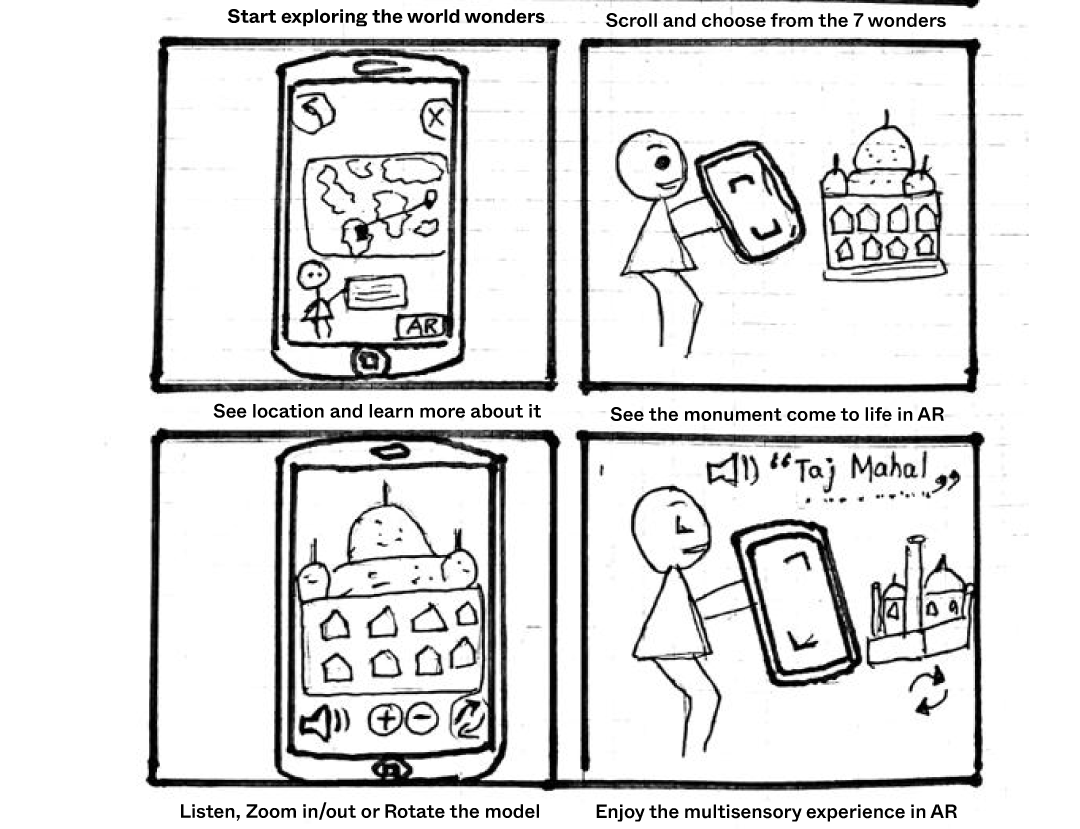 Start exploring the world wonders
Scroll and choose from the 7 wonders
X
AR
See location and learn more about it
See the monument come to life in AR
“Taj Mahal
”
+ −
Listen, Zoom in/out or Rotate the model
Enjoy the multisensory experience in AR